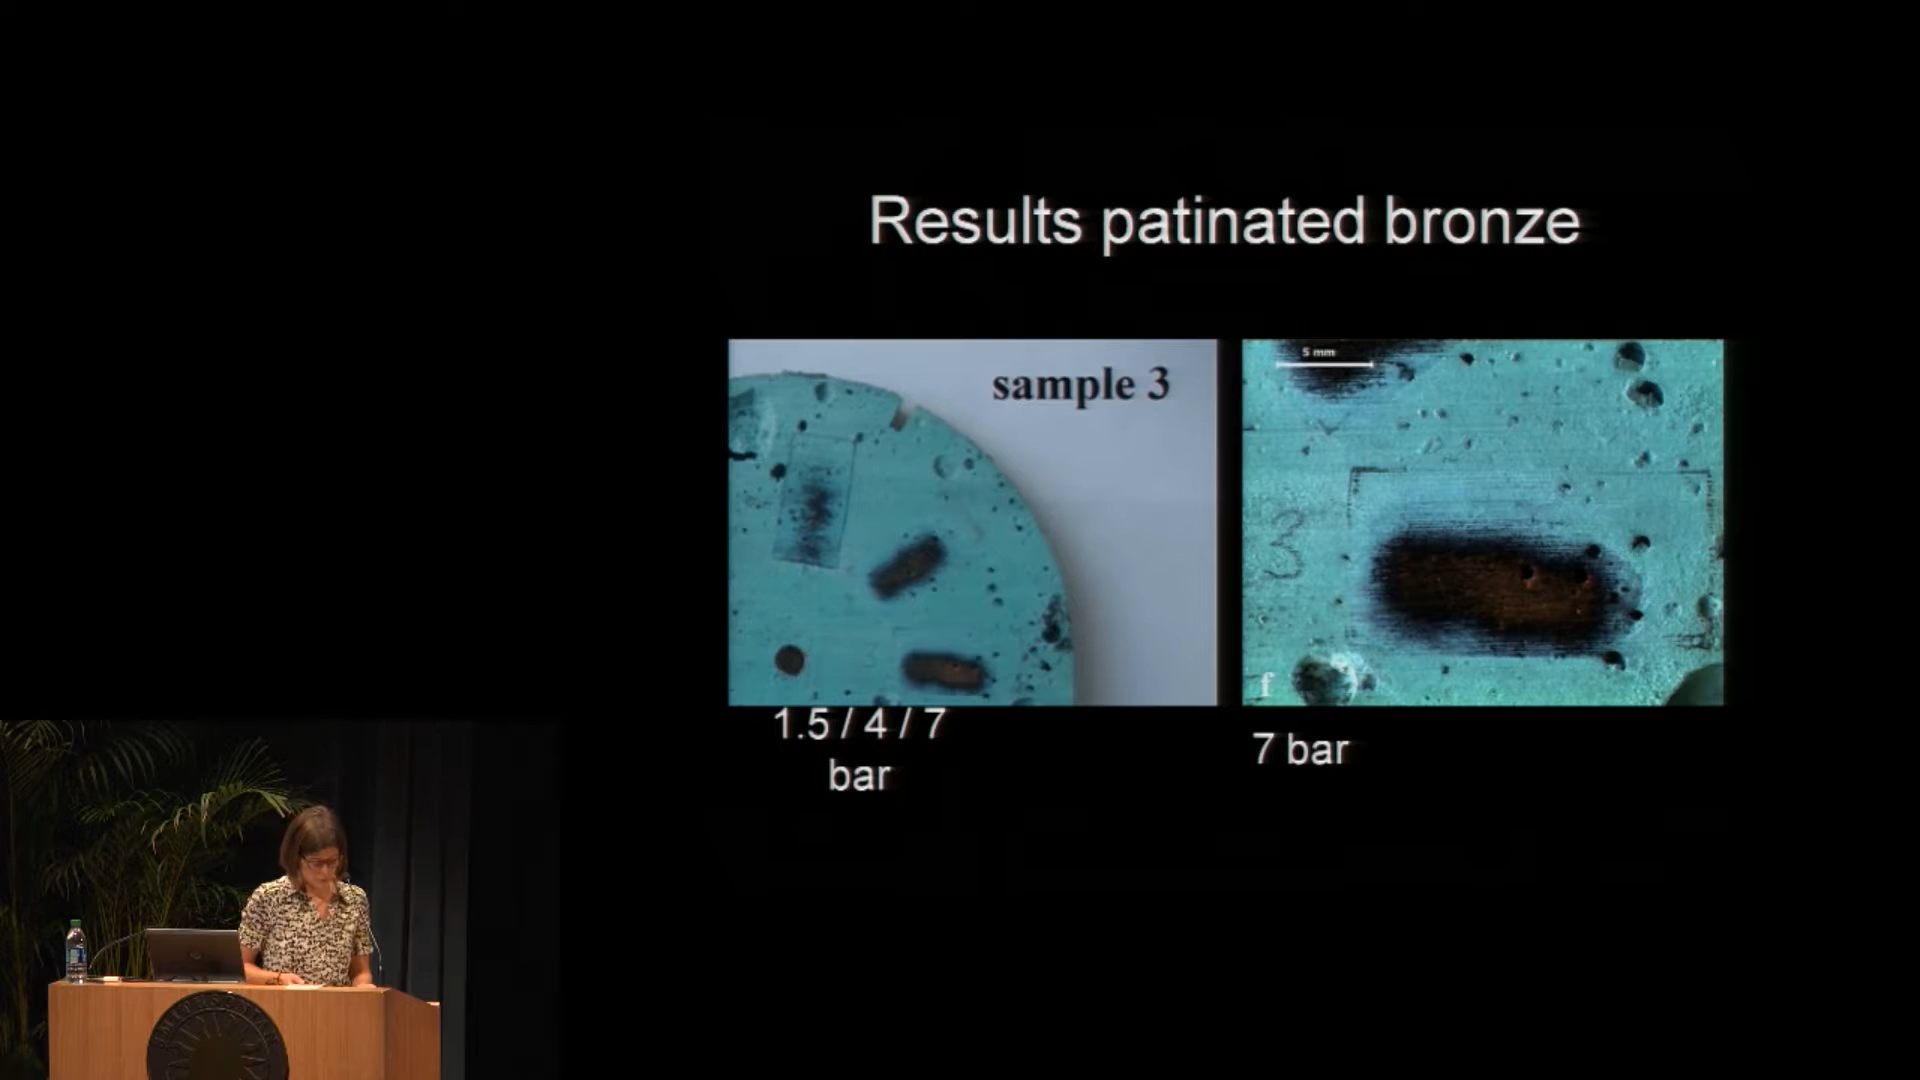 Results patinated bronze
sample 3
5 mm
3
f
1.5 / 4 / 7
bar
7 bar